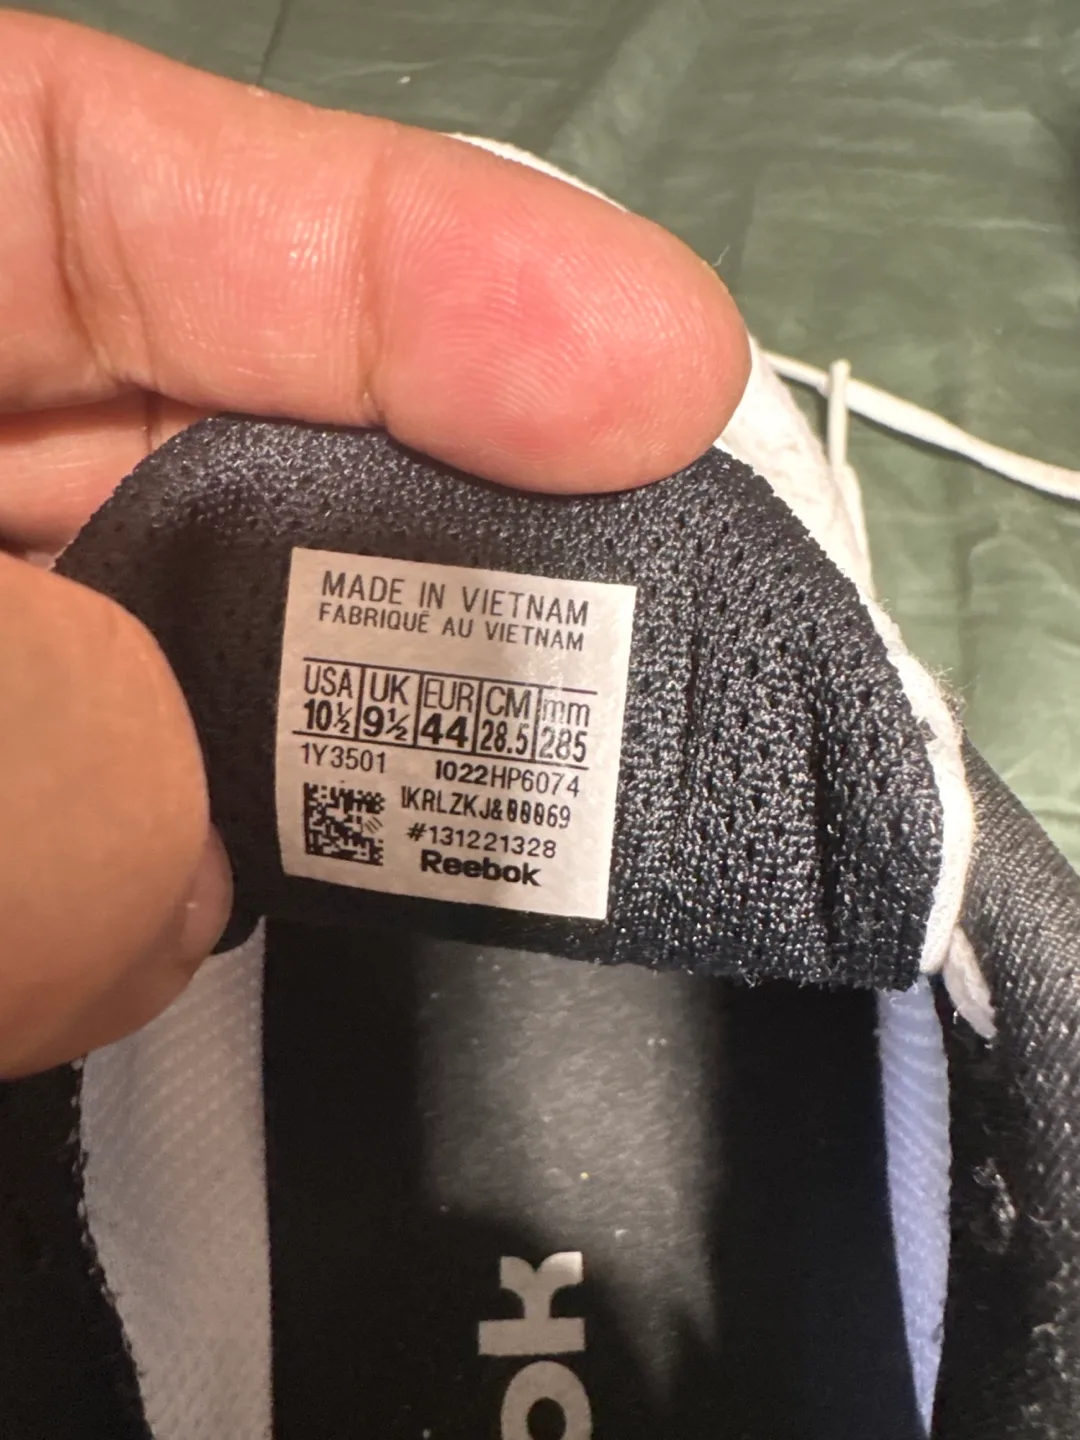 MADE IN VIETNAM
FABRIQUÉ AU VIETNAM
USA UK EUR CM mm
10½ 9½ 44 28.5 285
1Y3501 1022HP6074
IKRLZKJ&00069
#131221328
Reebok
ok